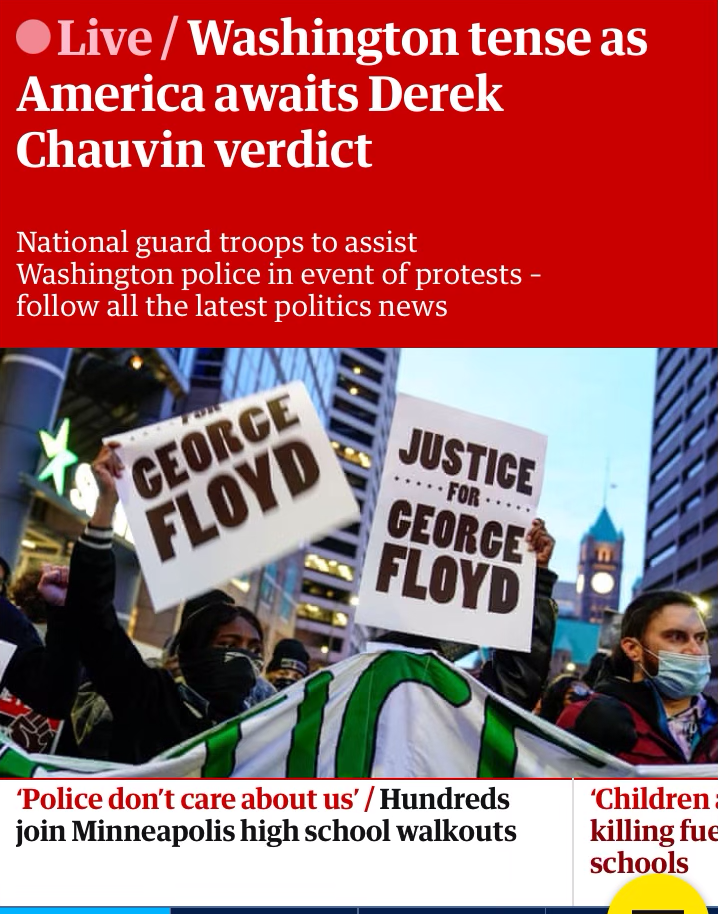 Live / Washington tense as
America awaits Derek
Chauvin verdict
National guard troops to assist
Washington police in event of protests –
follow all the latest politics news
FOR
GEORGE
FLOYD
JUSTICE
FOR
GEORGE
FLOYD
‘Police don’t care about us’ / Hundreds
join Minneapolis high school walkouts
‘Children
killing
schools